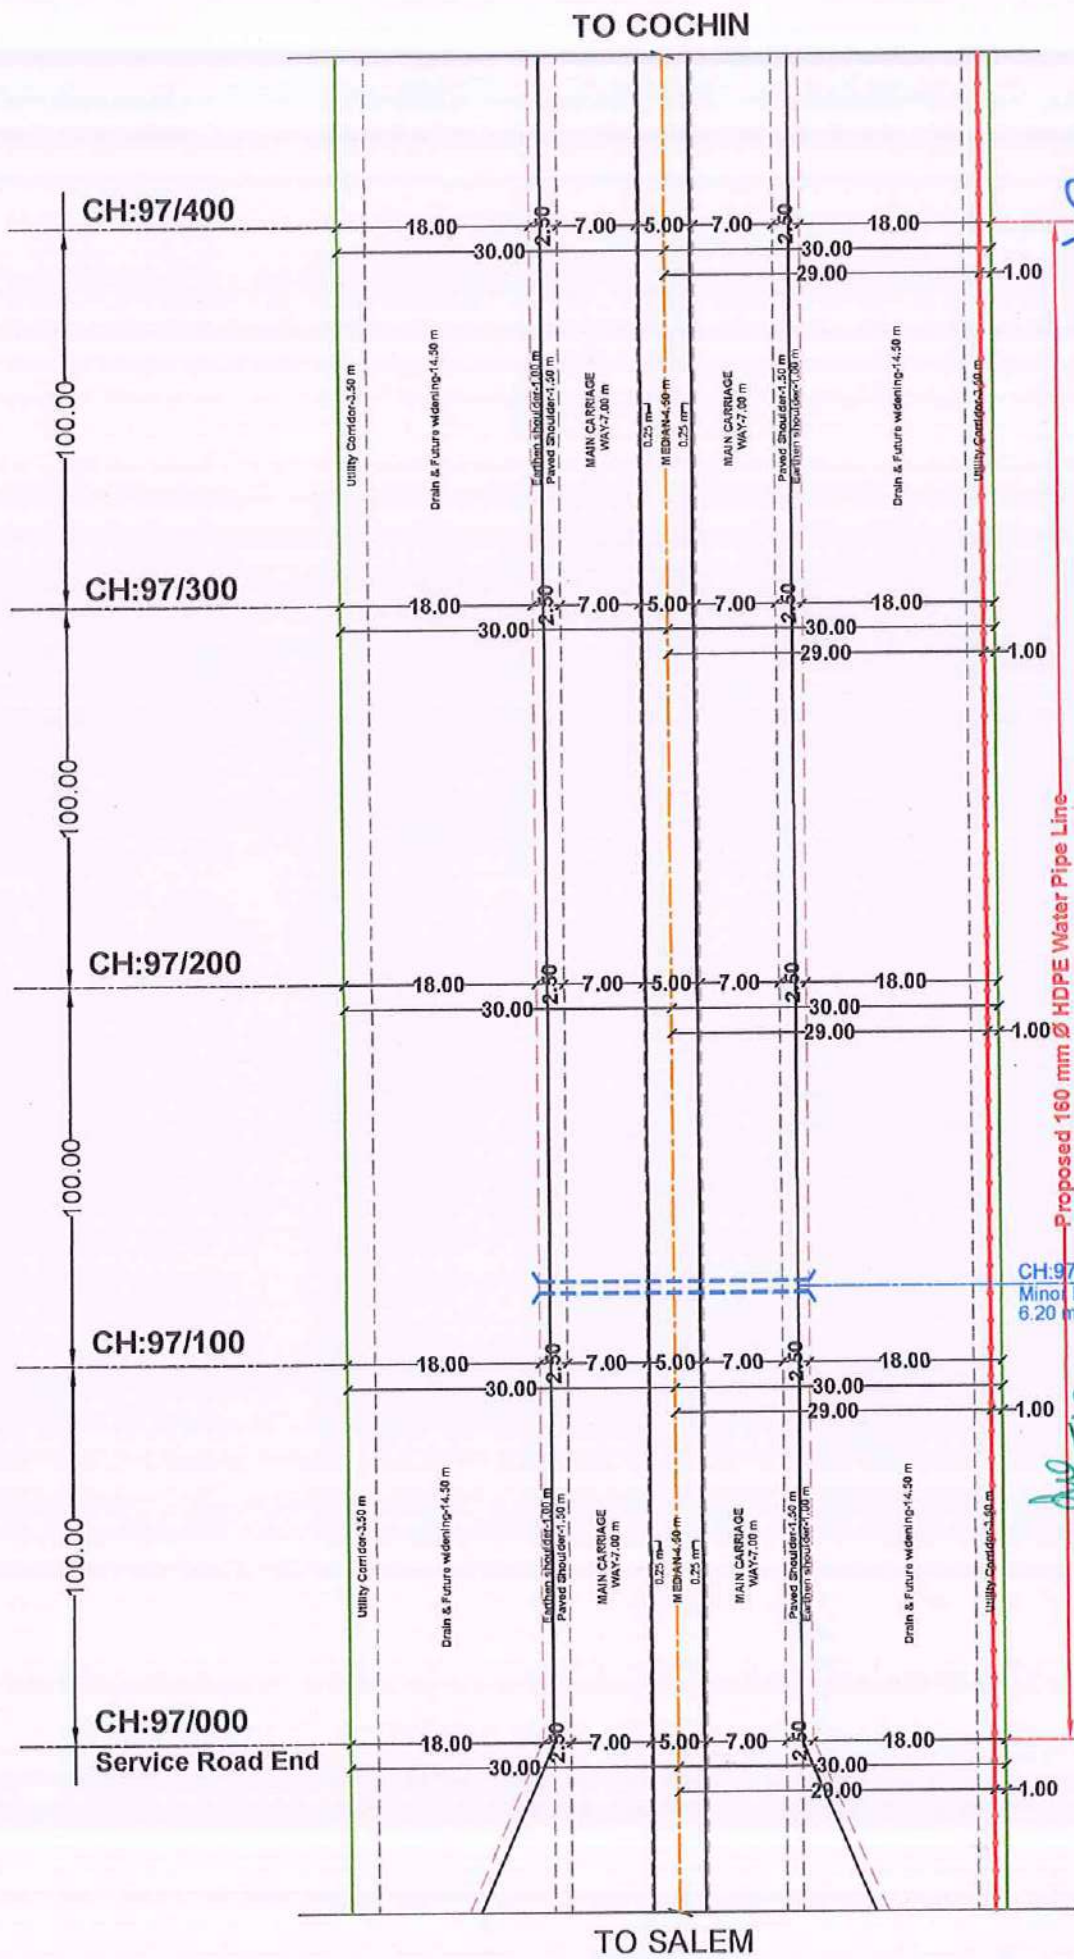 TO COCHIN
CH:97/400
18.00 2.50 7.00 5.00 7.00 2.50 18.00
30.00 30.00
29.00 1.00
100.00
Utility Corridor-3.50 m
Drain & Future widening-14.50 m
Earthen shoulder-1.00 m
Paved Shoulder-1.50 m
MAIN CARRIAGE
WAY-7.00 m
0.25 m
MEDIAN-4.50 m
0.25 m
MAIN CARRIAGE
WAY-7.00 m
Paved Shoulder-1.50 m
Earthen shoulder-1.00 m
Drain & Future widening-14.50 m
Utility Corridor-3.50 m
CH:97/300
18.00 2.50 7.00 5.00 7.00 2.50 18.00
30.00 30.00
29.00 1.00
100.00
Proposed 160 mm Ø HDPE Water Pipe Line
CH:97/200
18.00 2.50 7.00 5.00 7.00 2.50 18.00
30.00 30.00
29.00 1.00
100.00
CH:97
Minor
6.20 m
CH:97/100
18.00 2.50 7.00 5.00 7.00 2.50 18.00
30.00 30.00
29.00 1.00
100.00
Utility Corridor-3.50 m
Drain & Future widening-14.50 m
Earthen shoulder-1.00 m
Paved Shoulder-1.50 m
MAIN CARRIAGE
WAY-7.00 m
0.25 m
MEDIAN-4.50 m
0.25 m
MAIN CARRIAGE
WAY-7.00 m
Paved Shoulder-1.50 m
Earthen shoulder-1.00 m
Drain & Future widening-14.50 m
Utility Corridor-3.50 m
CH:97/000
Service Road End
18.00 2.50 7.00 5.00 7.00 2.50 18.00
30.00 30.00
29.00 1.00
TO SALEM